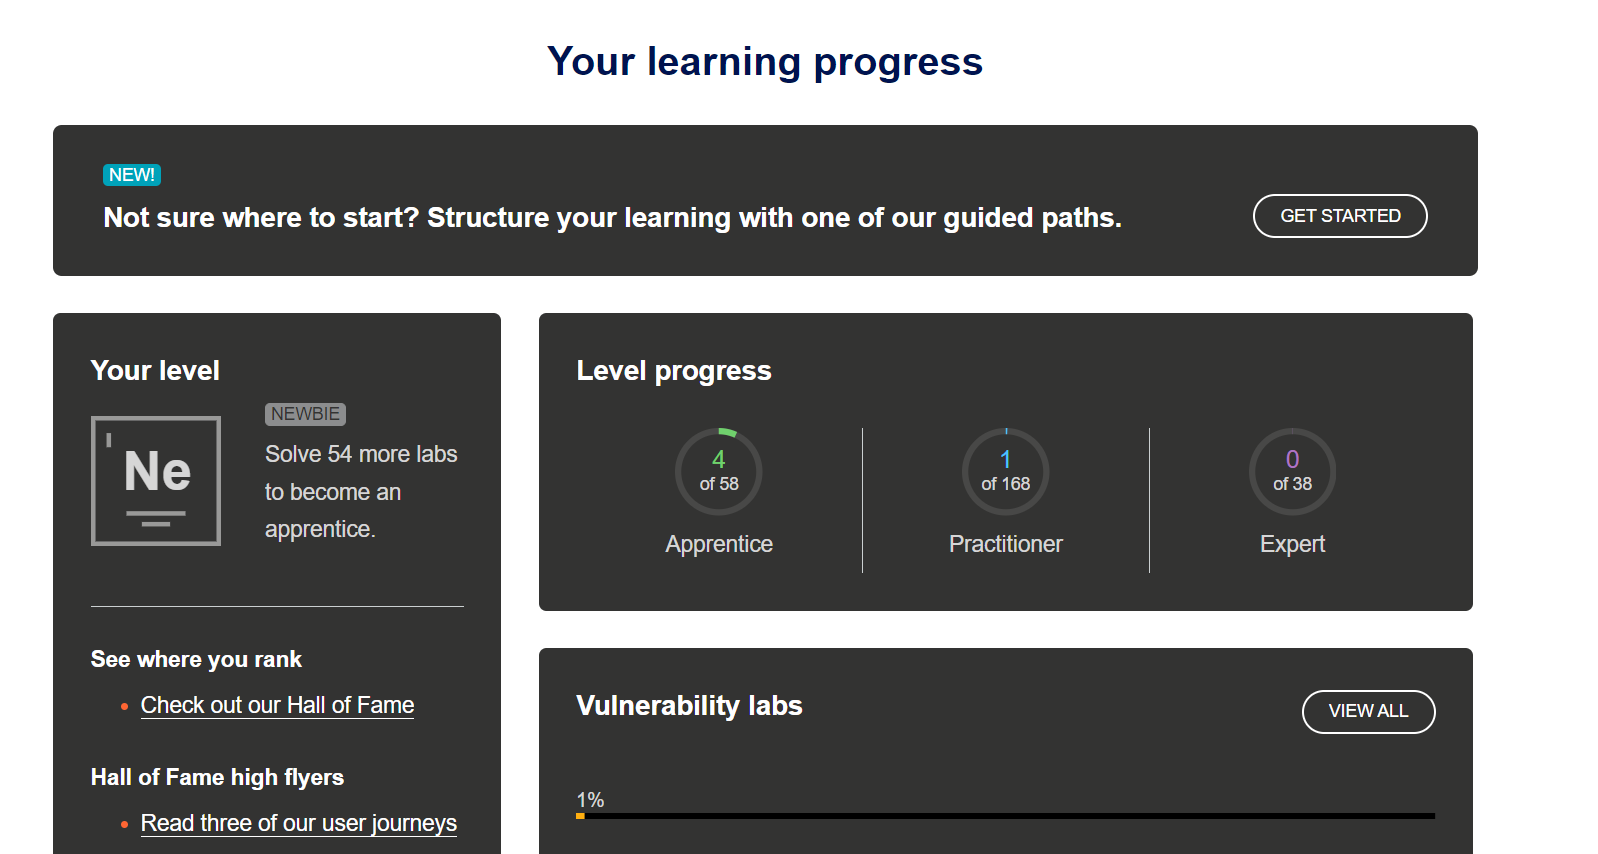 Your learning progress
NEW!
Not sure where to start? Structure your learning with one of our guided paths.
GET STARTED
Your level
Ne
NEWBIE
Solve 54 more labs
to become an
apprentice.
See where you rank
Check out our Hall of Fame
Hall of Fame high flyers
Read three of our user journeys
Level progress
4
of 58
Apprentice
1
of 168
Practitioner
0
of 38
Expert
Vulnerability labs
VIEW ALL
1%